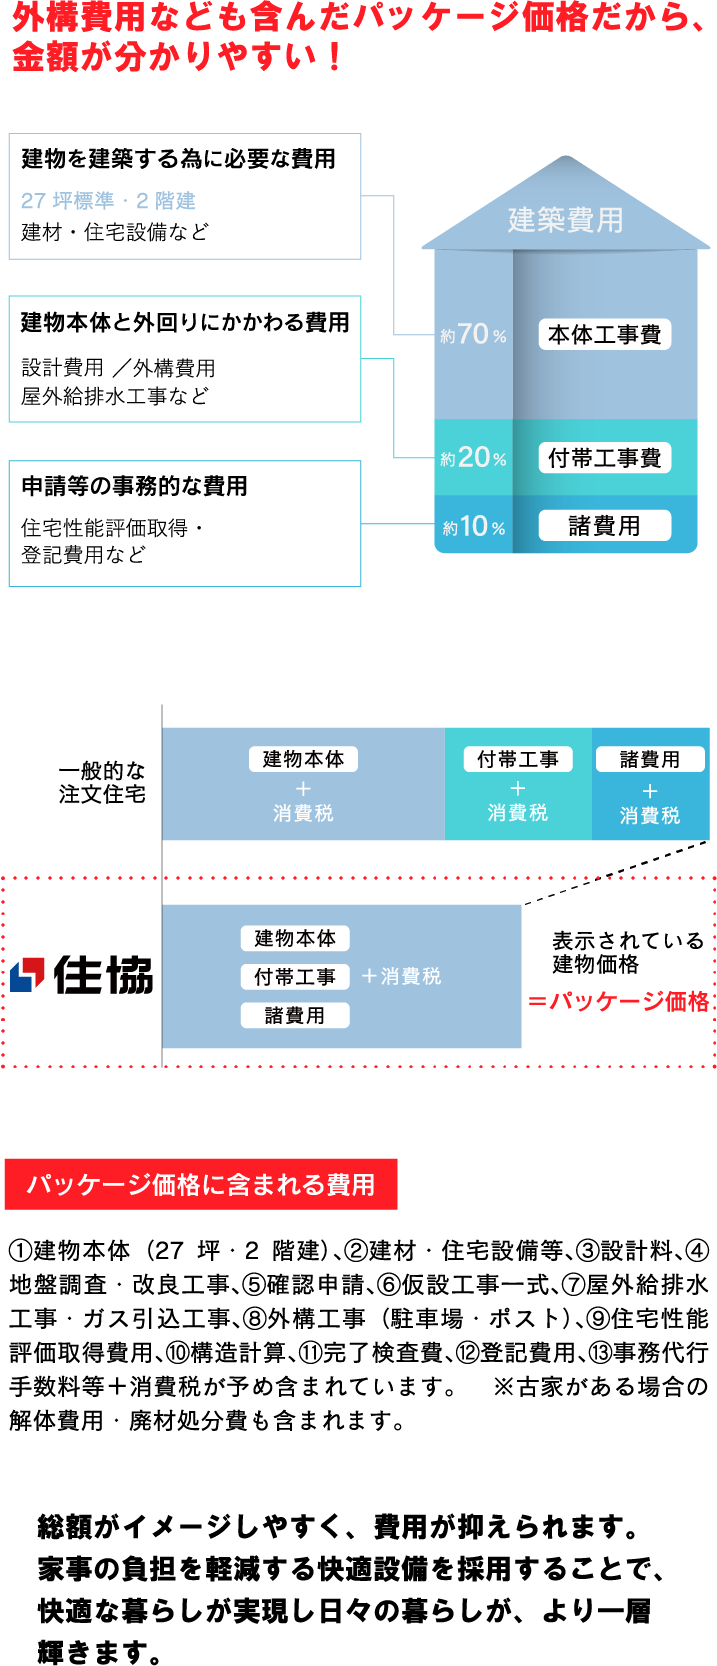 外構費用なども含んだパッケージ価格だから、
金額が分かりやすい！
建物を建築する為に必要な費用
27 坪標準・2 階建
建材・住宅設備など
建物本体と外回りにかかわる費用
設計費用 ／外構費用
屋外給排水工事など
申請等の事務的な費用
住宅性能評価取得・
登記費用など
建築費用
約70%
本体工事費
約20%
付帯工事費
約10%
諸費用
一般的な
注文住宅
建物本体
＋
消費税
付帯工事
＋
消費税
諸費用
＋
消費税
住協
建物本体
付帯工事
諸費用
＋消費税
表示されている
建物価格
＝パッケージ価格
パッケージ価格に含まれる費用
①建物本体（27 坪・2 階建）、②建材・住宅設備等、③設計料、④
地盤調査・改良工事、⑤確認申請、⑥仮設工事一式、⑦屋外給排水
工事・ガス引込工事、⑧外構工事（駐車場・ポスト）、⑨住宅性能
評価取得費用、⑩構造計算、⑪完了検査費、⑫登記費用、⑬事務代行
手数料等＋消費税が予め含まれています。　※古家がある場合の
解体費用・廃材処分費も含まれます。
総額がイメージしやすく、費用が抑えられます。
家事の負担を軽減する快適設備を採用することで、
快適な暮らしが実現し日々の暮らしが、より一層
輝きます。